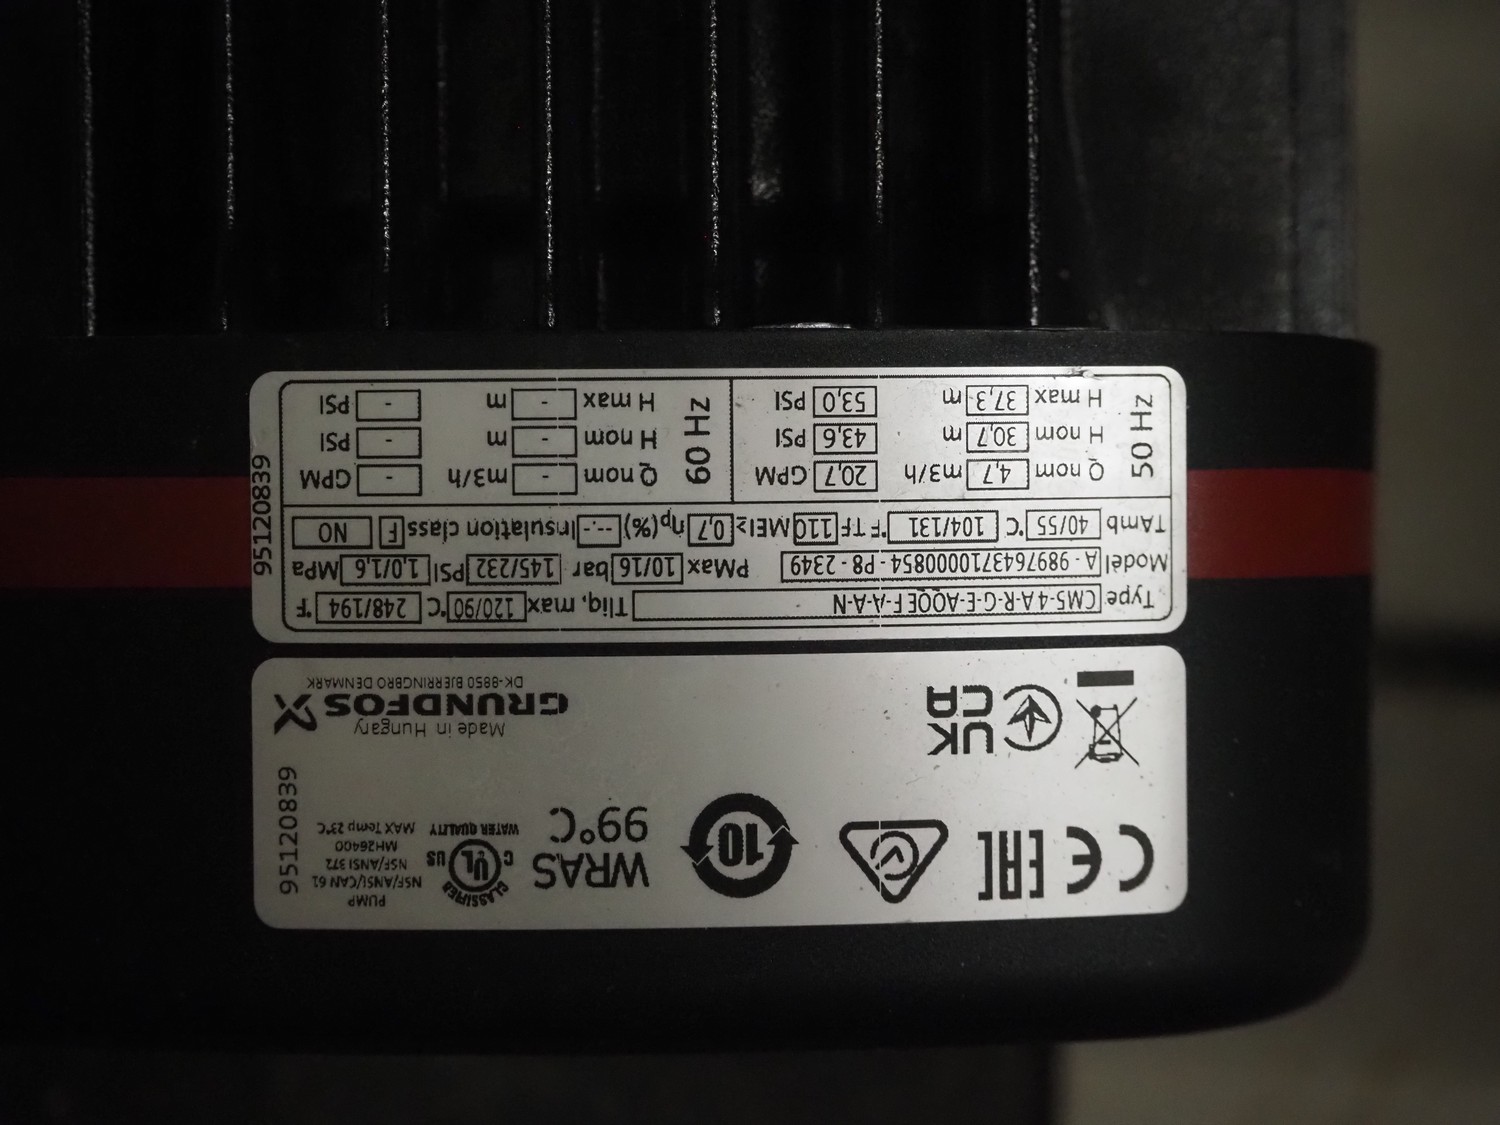 PUMP
NSF/ANSI/CAN 61
NSF/ANSI 372
MH26400
MAX Temp 23°C
CLASSIFIED
C UL US
WATER QUALITY
WRAS
99°C
10
CE
EAC
95120839
UK
CA
Made in Hungary
GRUNDFOS
DK-8850 BJERRINGBRO DENMARK
Type CM5-4 A-R-G-E-AQQE F-A-A-N Tliq, max 120/90 °C 248/194 °F
Model A - 98976437 10000854 - P8 - 2349 PMax 10/16 bar 145/232 PSI 1.0/1.6 MPa
TAmb 40/55 °C 104/131 °F TF 110 MEI≥ 0,7 ηp(%) --.-- Insulation class F NO
50 Hz
Q nom 4,7 m3/h 20,7 GPM
H nom 30,7 m 43,6 PSI
H max 37,3 m 53,0 PSI
60 Hz
Q nom - m3/h - GPM
H nom - m - PSI
H max - m - PSI
95120839